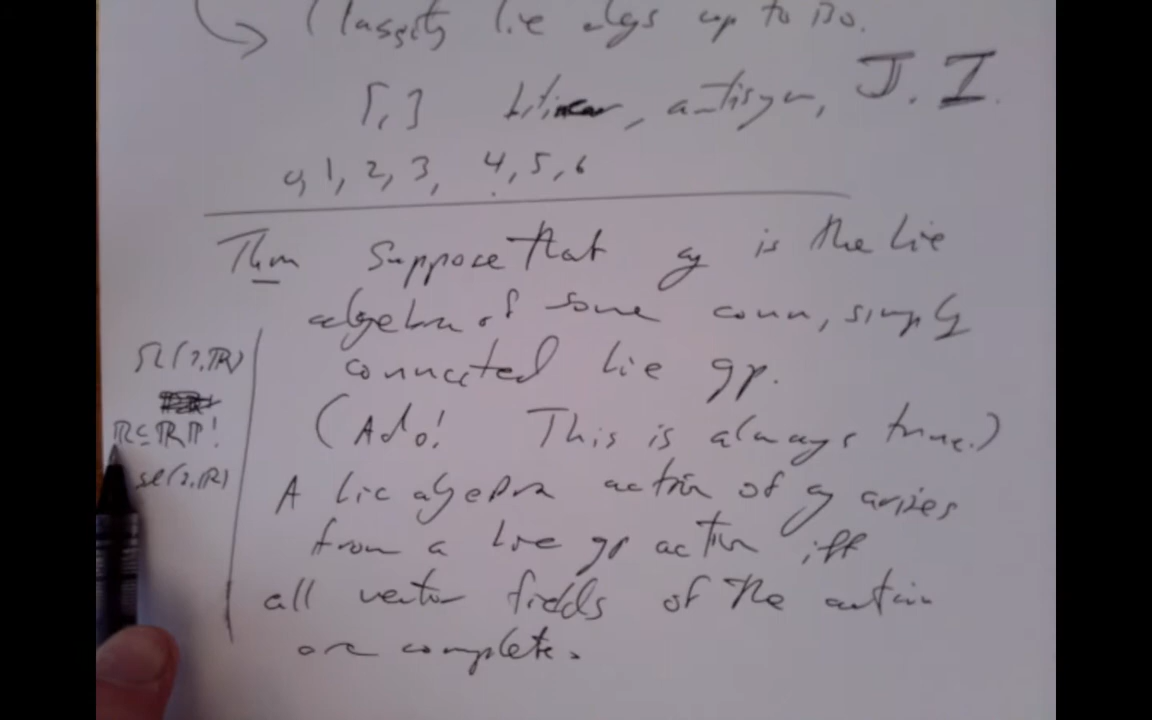 Classify lie algs up to iso.
[,] bilinear, antisym, J. I.
0, 1, 2, 3, 4, 5, 6
Thm Suppose that g is the lie
algebra of some conn, simply
connected lie gp.
(Ado! This is always true.)
A lie algebra action of g arises
from a lie gp action iff
all vector fields of the action
are complete.
SL(2,ℝ)
ℝ⊆ℝP¹
sl(2,ℝ)